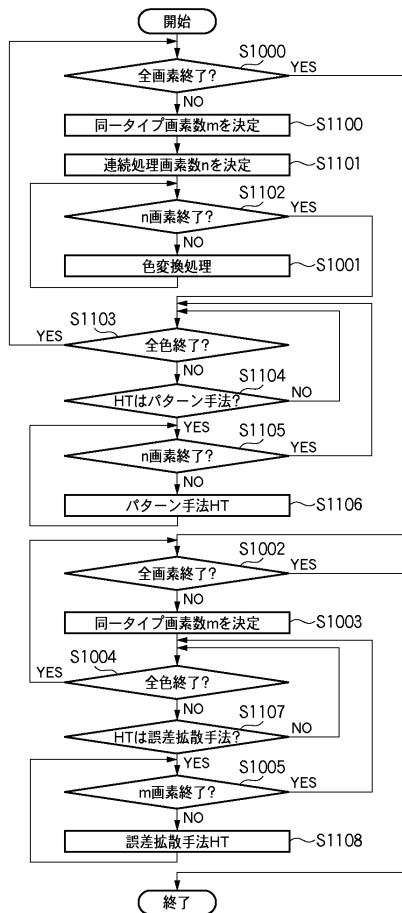 開始
S1000
全画素終了?
YES
NO
同一タイプ画素数mを決定
S1100
連続処理画素数nを決定
S1101
S1102
n画素終了?
YES
NO
色変換処理
S1001
S1103
YES
全色終了?
NO
S1104
HTはパターン手法?
NO
YES
S1105
n画素終了?
YES
NO
パターン手法HT
S1106
S1002
全画素終了?
YES
NO
同一タイプ画素数mを決定
S1003
S1004
YES
全色終了?
NO
S1107
HTは誤差拡散手法?
NO
YES
S1005
m画素終了?
YES
NO
誤差拡散手法HT
S1108
終了